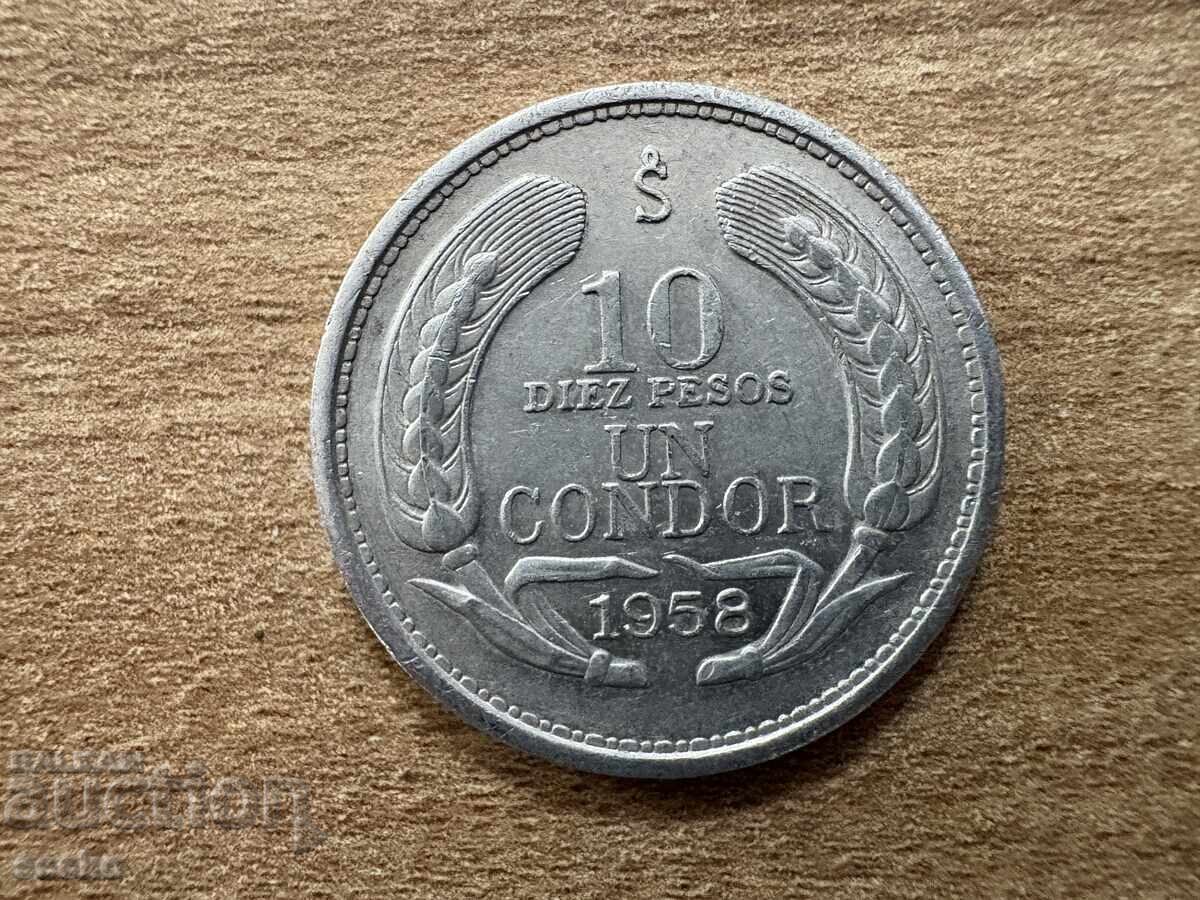 S°
10
DIEZ PESOS
UN
CONDOR
1958
BALKAN
auction